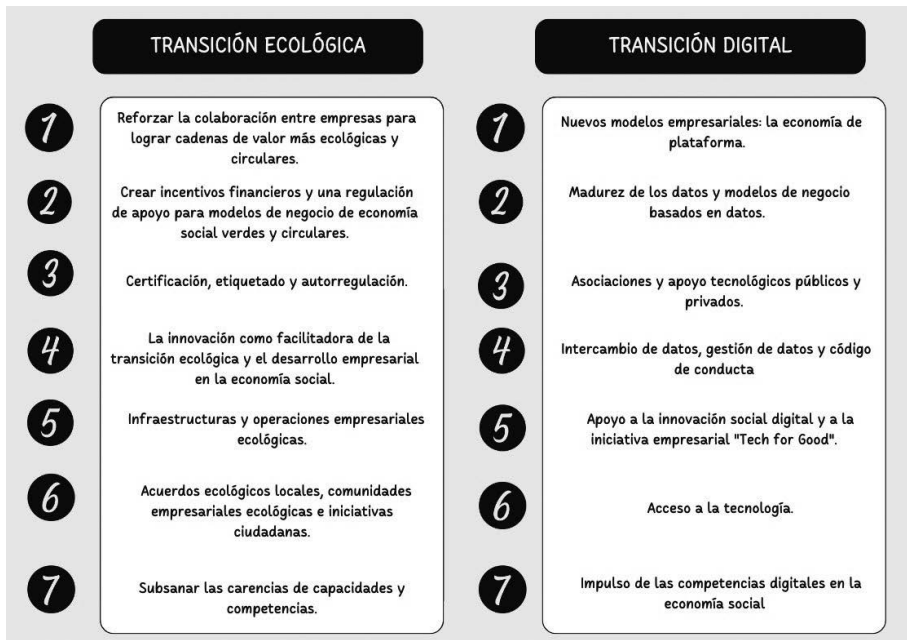 TRANSICIÓN ECOLÓGICA
1
Reforzar la colaboración entre empresas para
lograr cadenas de valor más ecológicas y
circulares.
2
Crear incentivos financieros y una regulación
de apoyo para modelos de negocio de economía
social verdes y circulares.
3
Certificación, etiquetado y autorregulación.
4
La innovación como facilitadora de la
transición ecológica y el desarrollo empresarial
en la economía social.
5
Infraestructuras y operaciones empresariales
ecológicas.
6
Acuerdos ecológicos locales, comunidades
empresariales ecológicas e iniciativas
ciudadanas.
7
Subsanar las carencias de capacidades y
competencias.
TRANSICIÓN DIGITAL
1
Nuevos modelos empresariales: la economía de
plataforma.
2
Madurez de los datos y modelos de negocio
basados en datos.
3
Asociaciones y apoyo tecnológicos públicos y
privados.
4
Intercambio de datos, gestión de datos y código
de conducta
5
Apoyo a la innovación social digital y a la
iniciativa empresarial "Tech for Good".
6
Acceso a la tecnología.
7
Impulso de las competencias digitales en la
economía social